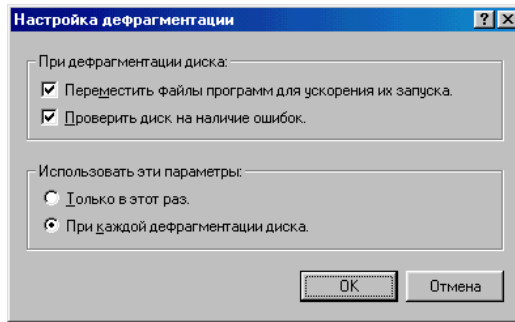 Настройка дефрагментации
При дефрагментации диска:
Переместить файлы программ для ускорения их запуска.
Проверить диск на наличие ошибок.
Использовать эти параметры:
Только в этот раз.
При каждой дефрагментации диска.
OK Отмена